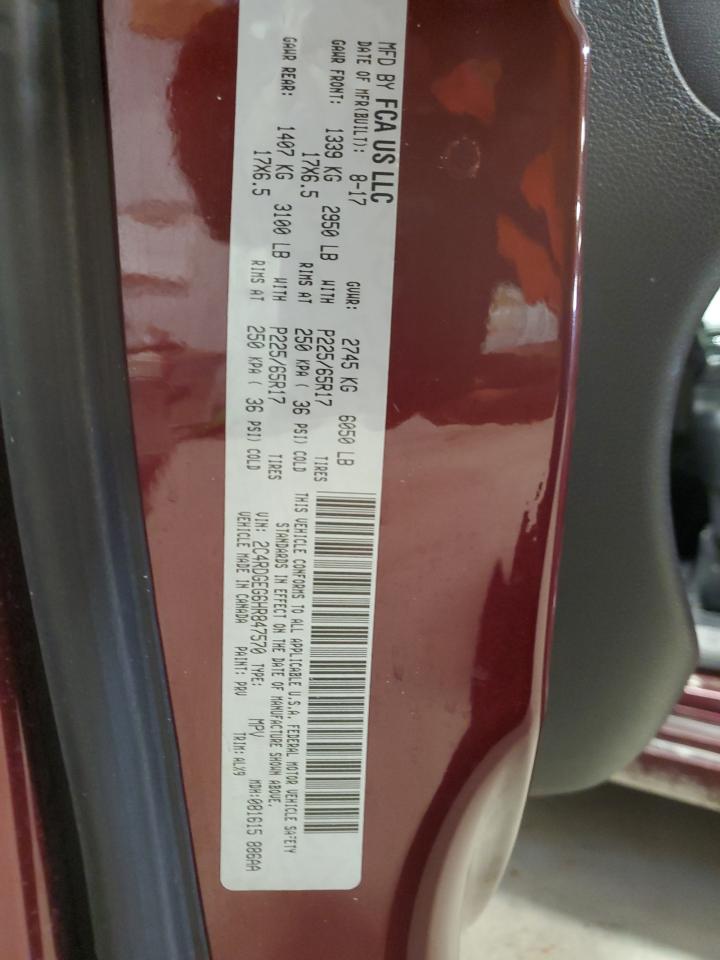 MFD BY FCA US LLC
DATE OF MFR(BUILT): 8-17 GVWR: 2745 KG 6050 LB
GAWR FRONT: 1339 KG 2950 LB WITH P225/65R17 TIRES
17X6.5 RIMS AT 250 KPA ( 36 PSI) COLD
GAWR REAR: 1407 KG 3100 LB WITH P225/65R17 TIRES
17X6.5 RIMS AT 250 KPA ( 36 PSI) COLD
THIS VEHICLE CONFORMS TO ALL APPLICABLE U.S.A. FEDERAL MOTOR VEHICLE SAFETY
STANDARDS IN EFFECT ON THE DATE OF MANUFACTURE SHOWN ABOVE.
VIN: 2C4RDGEG6HR847570 TYPE: MPV MDH:081615 886AA
VEHICLE MADE IN CANADA PAINT: PRV TRIM:ALX9